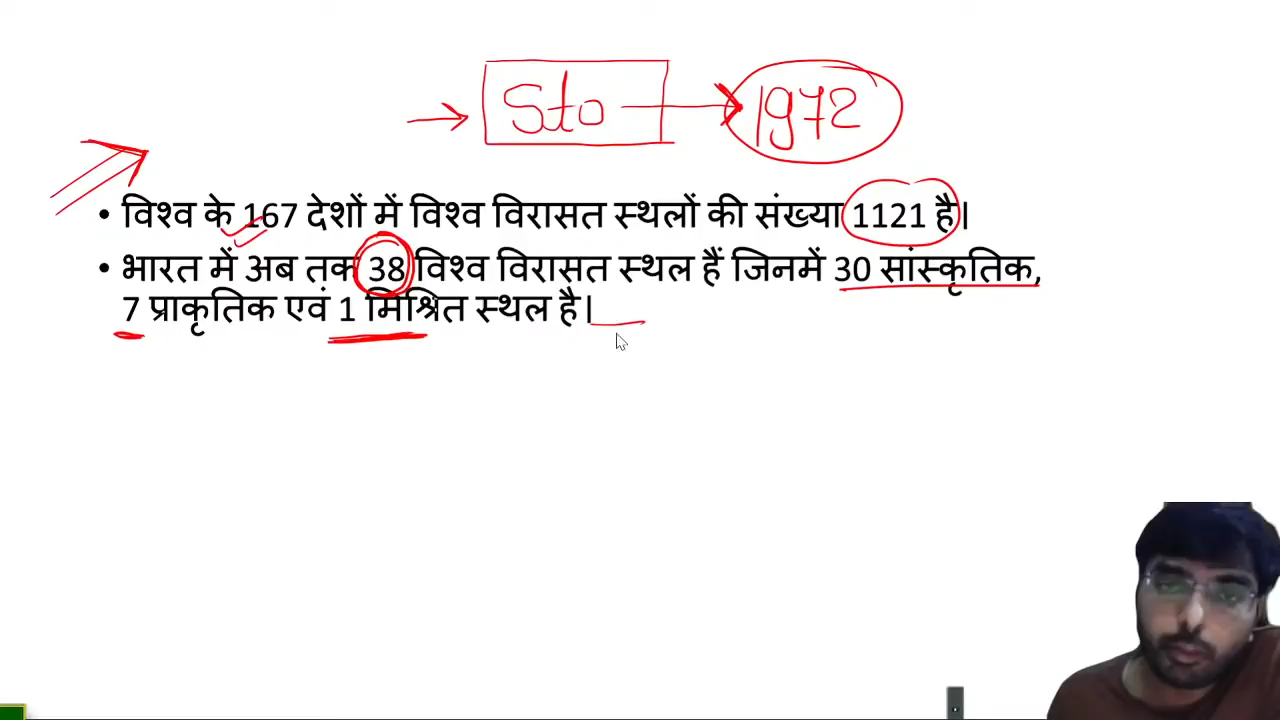 Sto 1972
• विश्व के 167 देशों में विश्व विरासत स्थलों की संख्या 1121 है।
• भारत में अब तक 38 विश्व विरासत स्थल हैं जिनमें 30 सांस्कृतिक,
7 प्राकृतिक एवं 1 मिश्रित स्थल है।